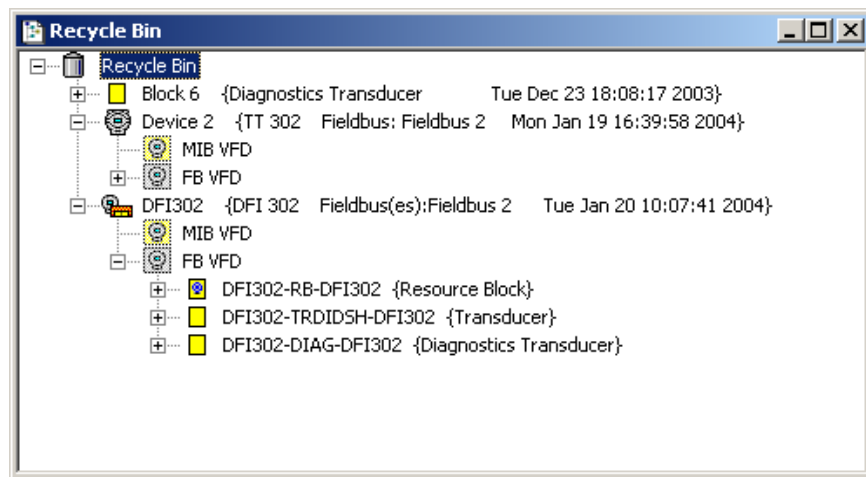 Recycle Bin
Recycle Bin
Block 6 {Diagnostics Transducer Tue Dec 23 18:08:17 2003}
Device 2 {TT 302 Fieldbus: Fieldbus 2 Mon Jan 19 16:39:58 2004}
MIB VFD
FB VFD
DFI302 {DFI 302 Fieldbus(es):Fieldbus 2 Tue Jan 20 10:07:41 2004}
MIB VFD
FB VFD
DFI302-RB-DFI302 {Resource Block}
DFI302-TRDIDSH-DFI302 {Transducer}
DFI302-DIAG-DFI302 {Diagnostics Transducer}